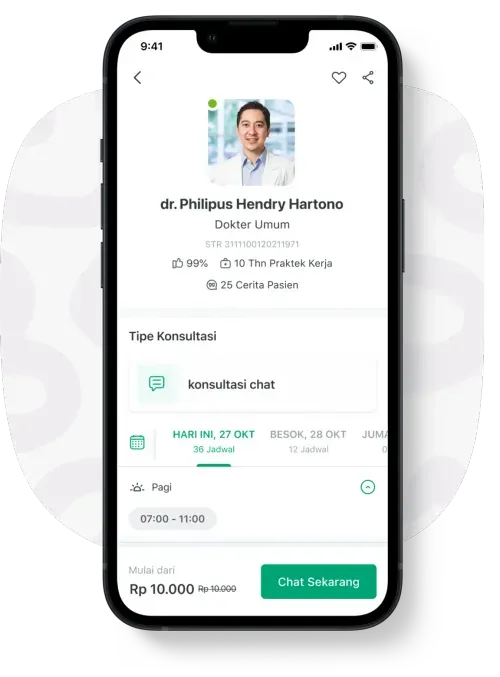 9:41
dr. Philipus Hendry Hartono
Dokter Umum
STR 3111100120211971
99% 10 Thn Praktek Kerja
25 Cerita Pasien
Tipe Konsultasi
konsultasi chat
HARI INI, 27 OKT BESOK, 28 OKT JUMA
36 Jadwal 12 Jadwal 0
Pagi
07:00 - 11:00
Mulai dari
Rp 10.000 Rp 10.000 Chat Sekarang